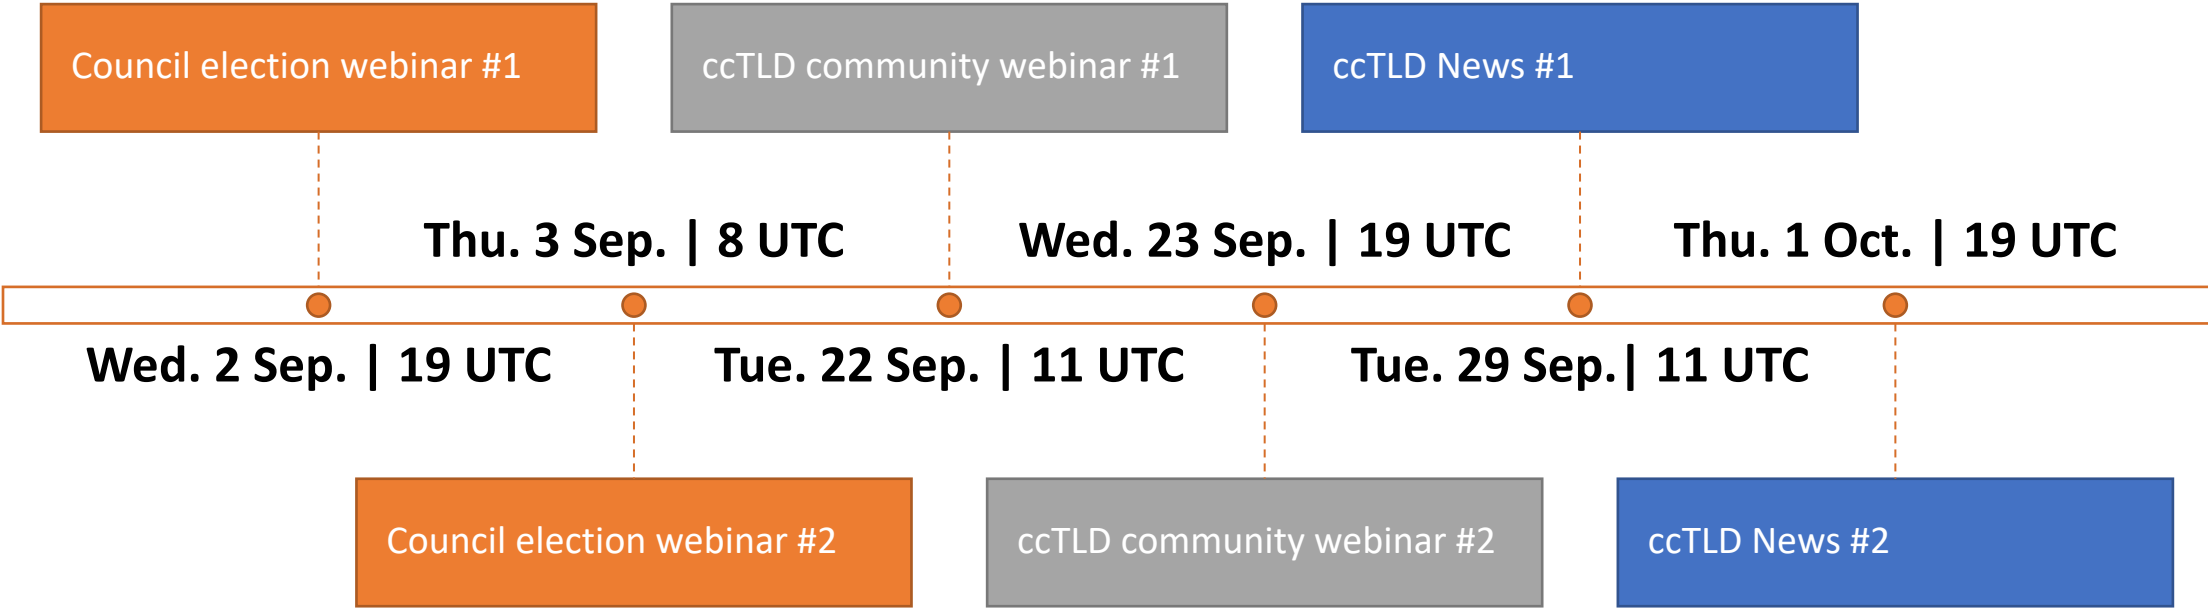 Council election webinar #1
ccTLD community webinar #1
ccTLD News #1
Thu. 3 Sep. | 8 UTC
Wed. 23 Sep. | 19 UTC
Thu. 1 Oct. | 19 UTC
Wed. 2 Sep. | 19 UTC
Tue. 22 Sep. | 11 UTC
Tue. 29 Sep.| 11 UTC
Council election webinar #2
ccTLD community webinar #2
ccTLD News #2